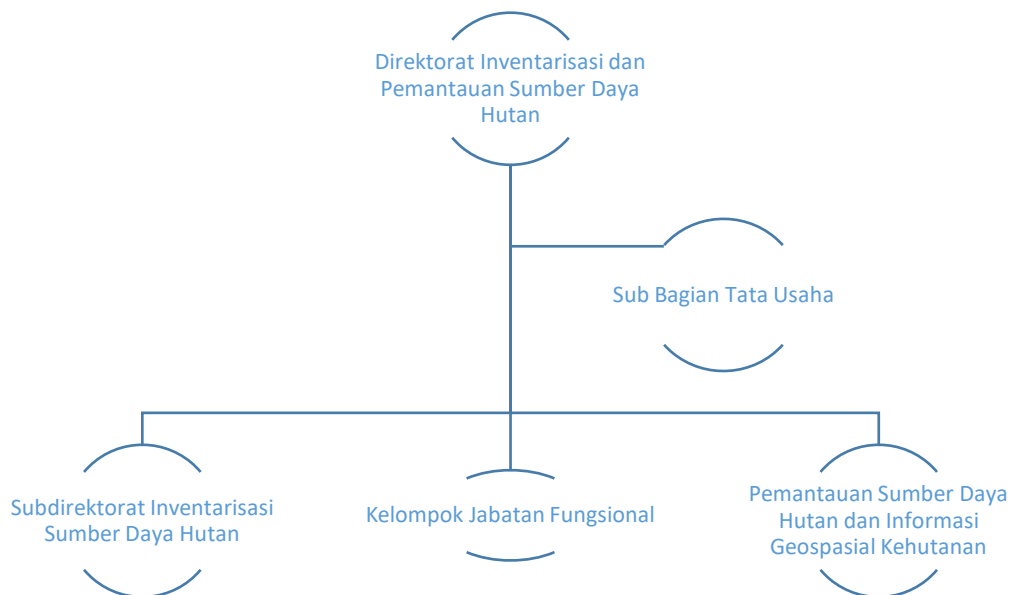 Direktorat Inventarisasi dan
Pemantauan Sumber Daya
Hutan
Sub Bagian Tata Usaha
Subdirektorat Inventarisasi
Sumber Daya Hutan
Kelompok Jabatan Fungsional
Pemantauan Sumber Daya
Hutan dan Informasi
Geospasial Kehutanan